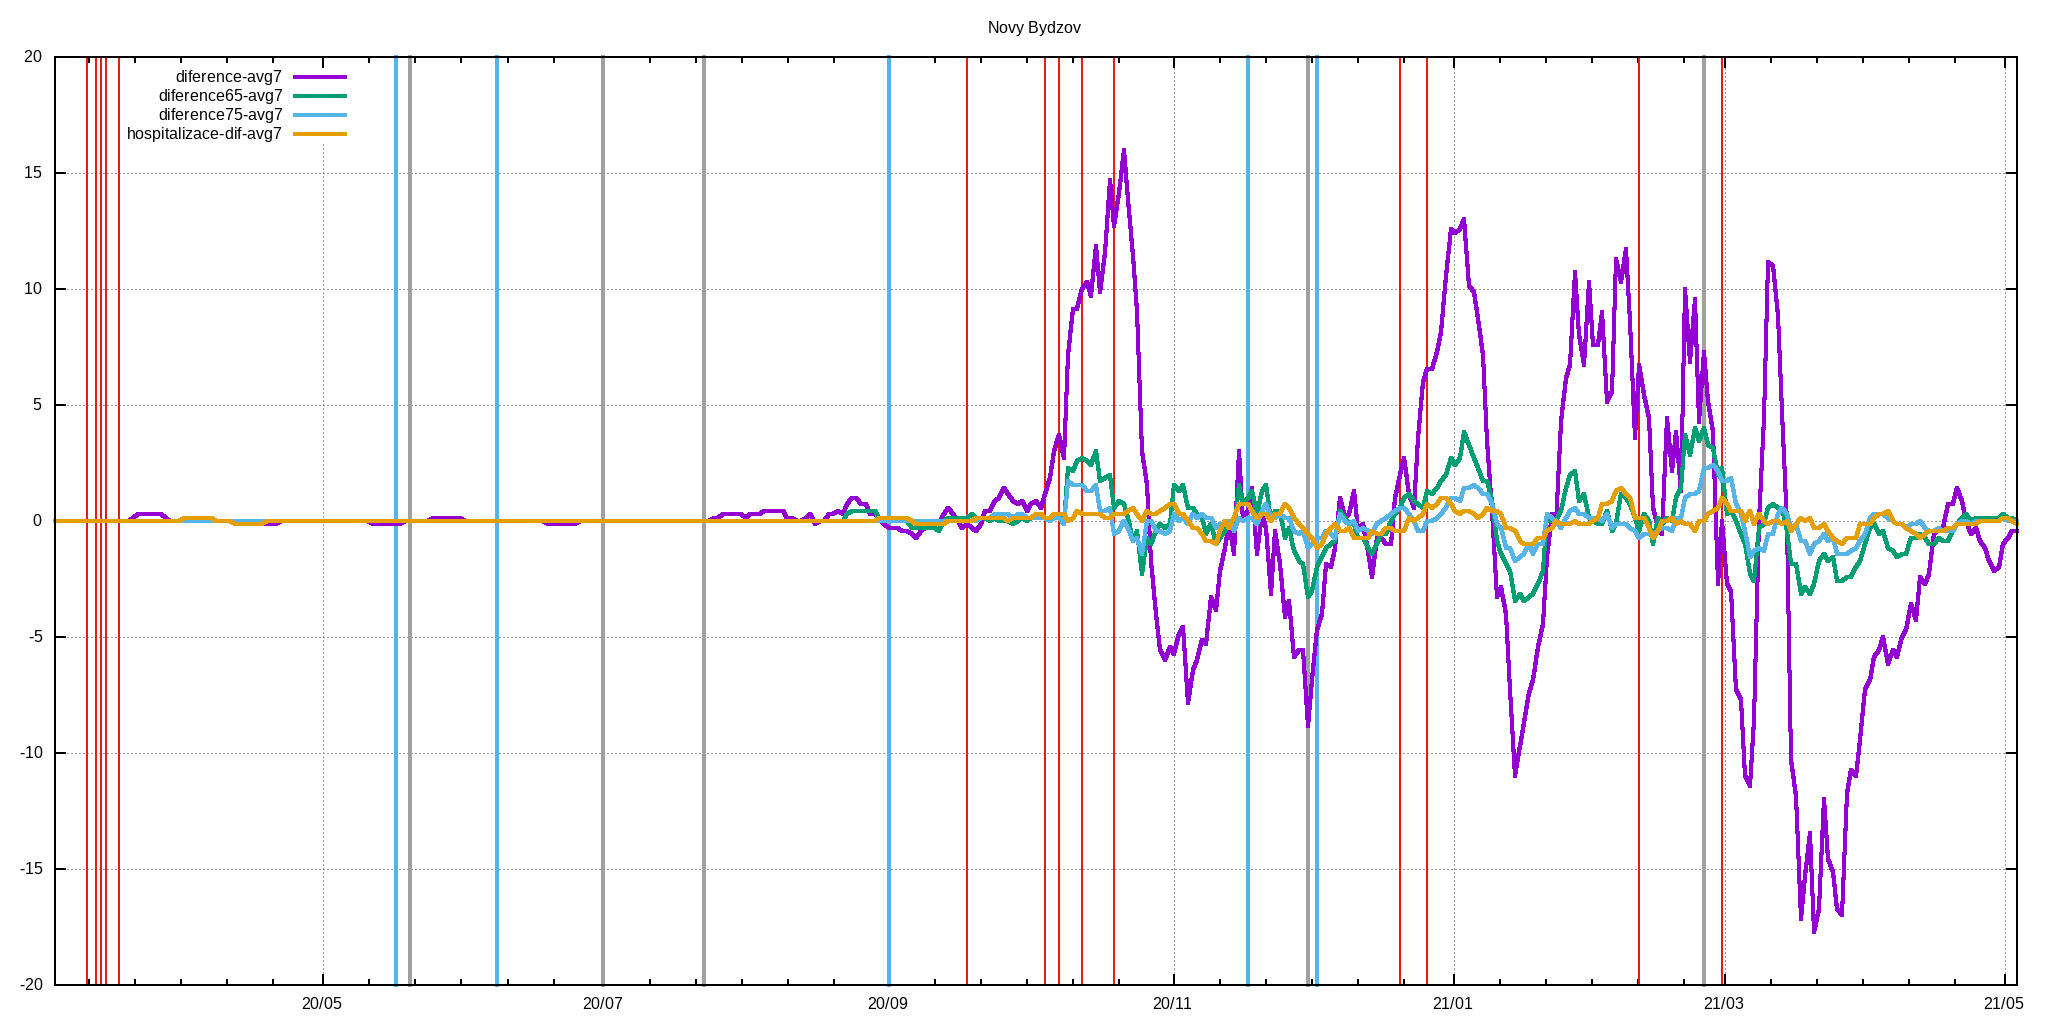 Novy Bydzov
20
diference-avg7
diference65-avg7
diference75-avg7
hospitalizace-dif-avg7
15
10
5
0
-5
-10
-15
-20
20/05 20/07 20/09 20/11 21/01 21/03 21/05